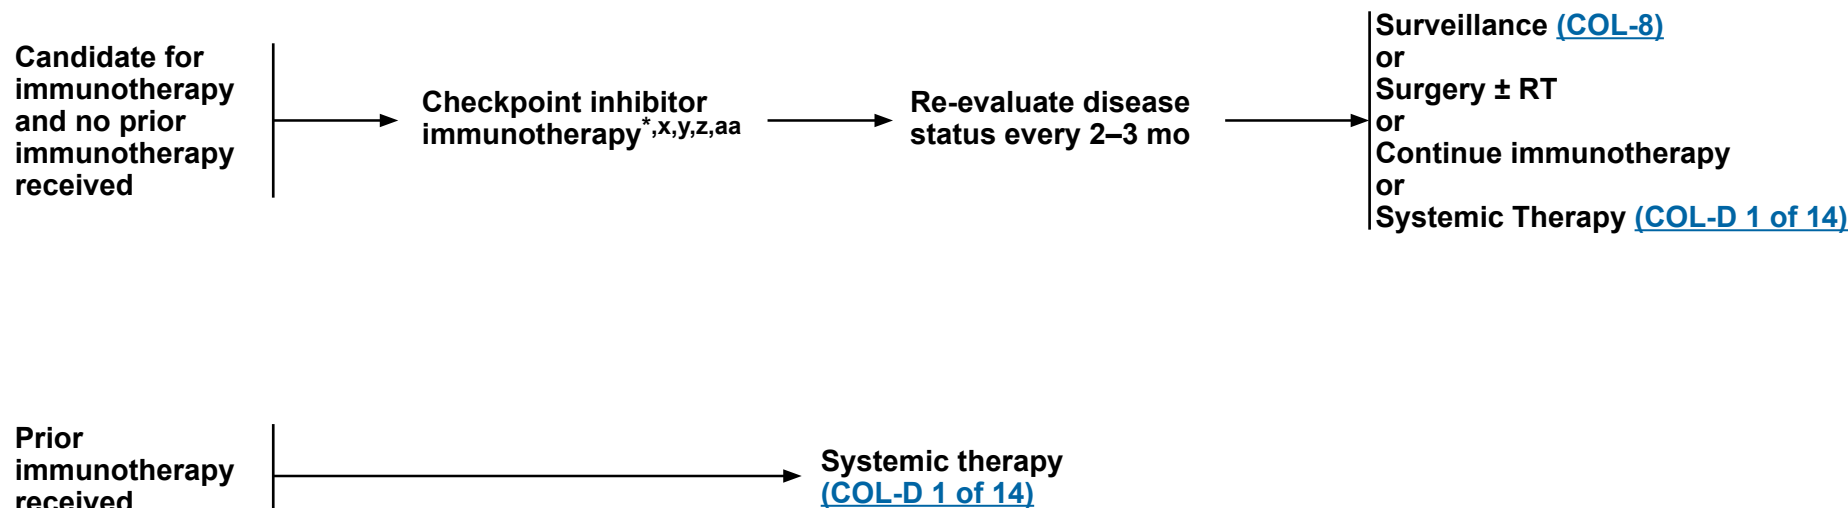 Candidate for
immunotherapy
and no prior
immunotherapy
received
Checkpoint inhibitor
immunotherapy*,x,y,z,aa
Re-evaluate disease
status every 2–3 mo
Surveillance (COL-8)
or
Surgery ± RT
or
Continue immunotherapy
or
Systemic Therapy (COL-D 1 of 14)
Prior
immunotherapy
received
Systemic therapy
(COL-D 1 of 14)